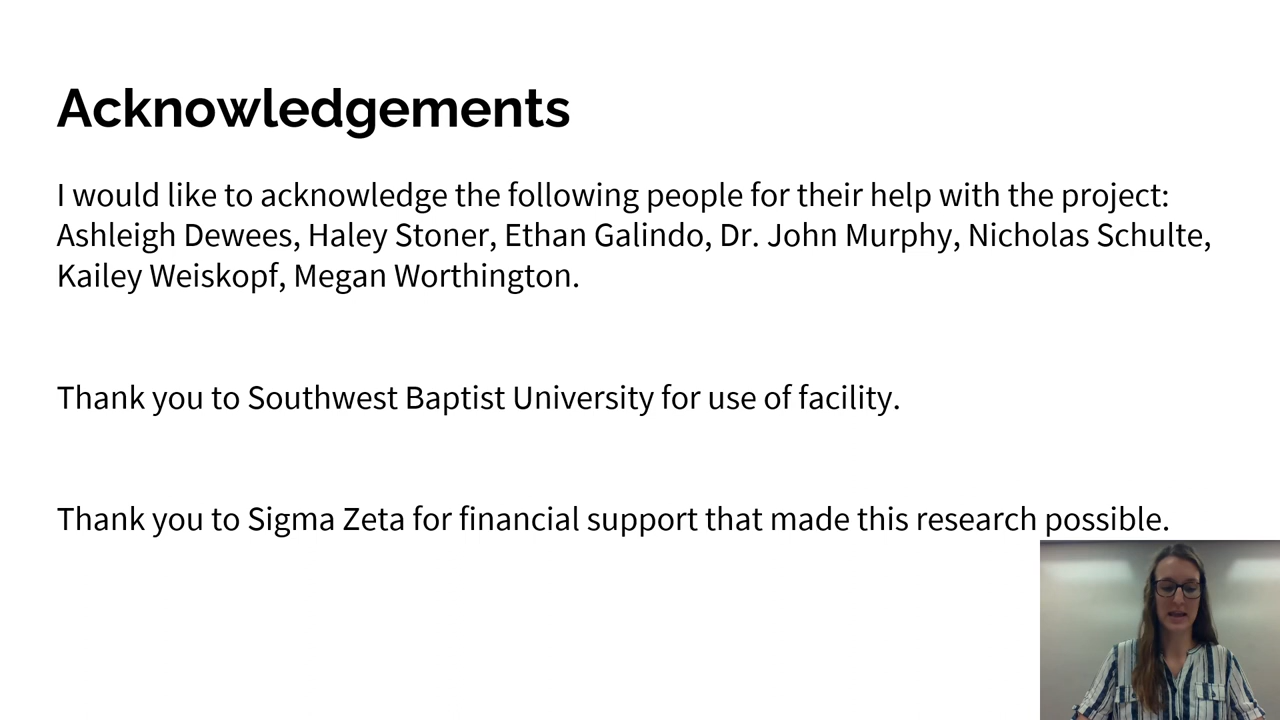 Acknowledgements
I would like to acknowledge the following people for their help with the project:
Ashleigh Dewees, Haley Stoner, Ethan Galindo, Dr. John Murphy, Nicholas Schulte,
Kailey Weiskopf, Megan Worthington.
Thank you to Southwest Baptist University for use of facility.
Thank you to Sigma Zeta for financial support that made this research possible.